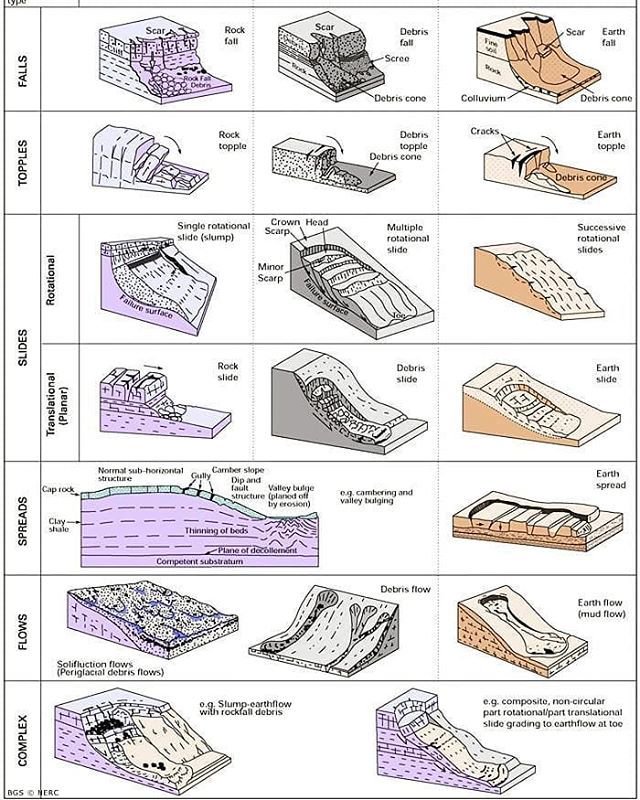 type
FALLS
Scar
Rock
fall
Rock Fall
Debris
Scar
Rock
Debris
fall
Scree
Debris cone
Fine
soil
Rock
Colluvium
Scar
Earth
fall
Debris cone
TOPPLES
Rock
topple
Debris
topple
Debris cone
Cracks
Earth
topple
Debris cone
SLIDES
Rotational
Single rotational
slide (slump)
Failure surface
Crown Head
Scarp
Minor
Scarp
Failure surface
Toe
Multiple
rotational
slide
Successive
rotational
slides
Translational
(Planar)
Rock
slide
Debris
slide
Earth
slide
SPREADS
Normal sub-horizontal
structure
Gully
Camber slope
Dip and
fault
structure
Valley bulge
(planed off
by erosion)
Cap rock
Clay
shale
Thinning of beds
Plane of decollement
Competent substratum
e.g. cambering and
valley bulging
Earth
spread
FLOWS
Solifluction flows
(Periglacial debris flows)
Debris flow
Earth flow
(mud flow)
COMPLEX
e.g. Slump-earthflow
with rockfall debris
e.g. composite, non-circular
part rotational/part translational
slide grading to earthflow at toe
BGS © NERC